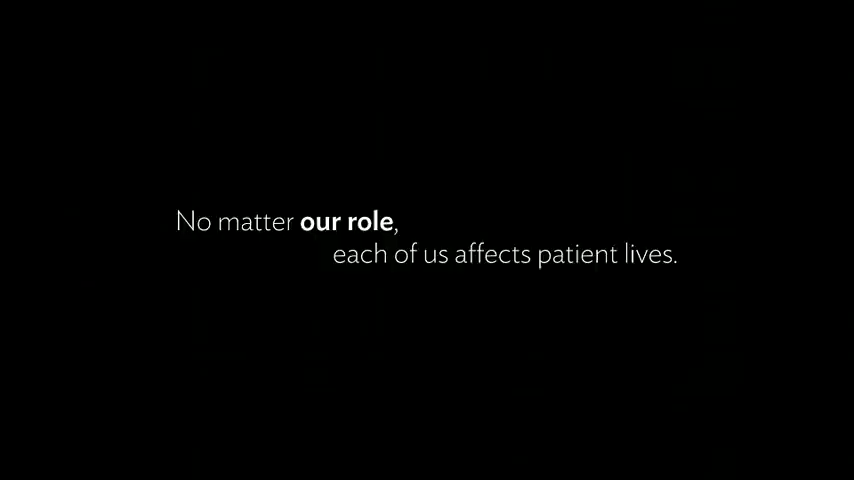 No matter our role,
each of us affects patient lives.